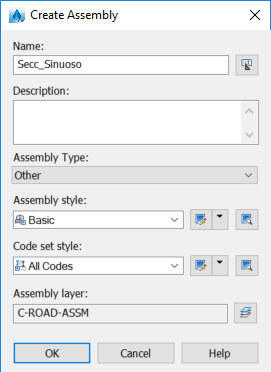 Create Assembly
Name:
Secc_Sinuoso
Description:
Assembly Type:
Other
Assembly style:
Basic
Code set style:
All Codes
Assembly layer:
C-ROAD-ASSM
OK
Cancel
Help